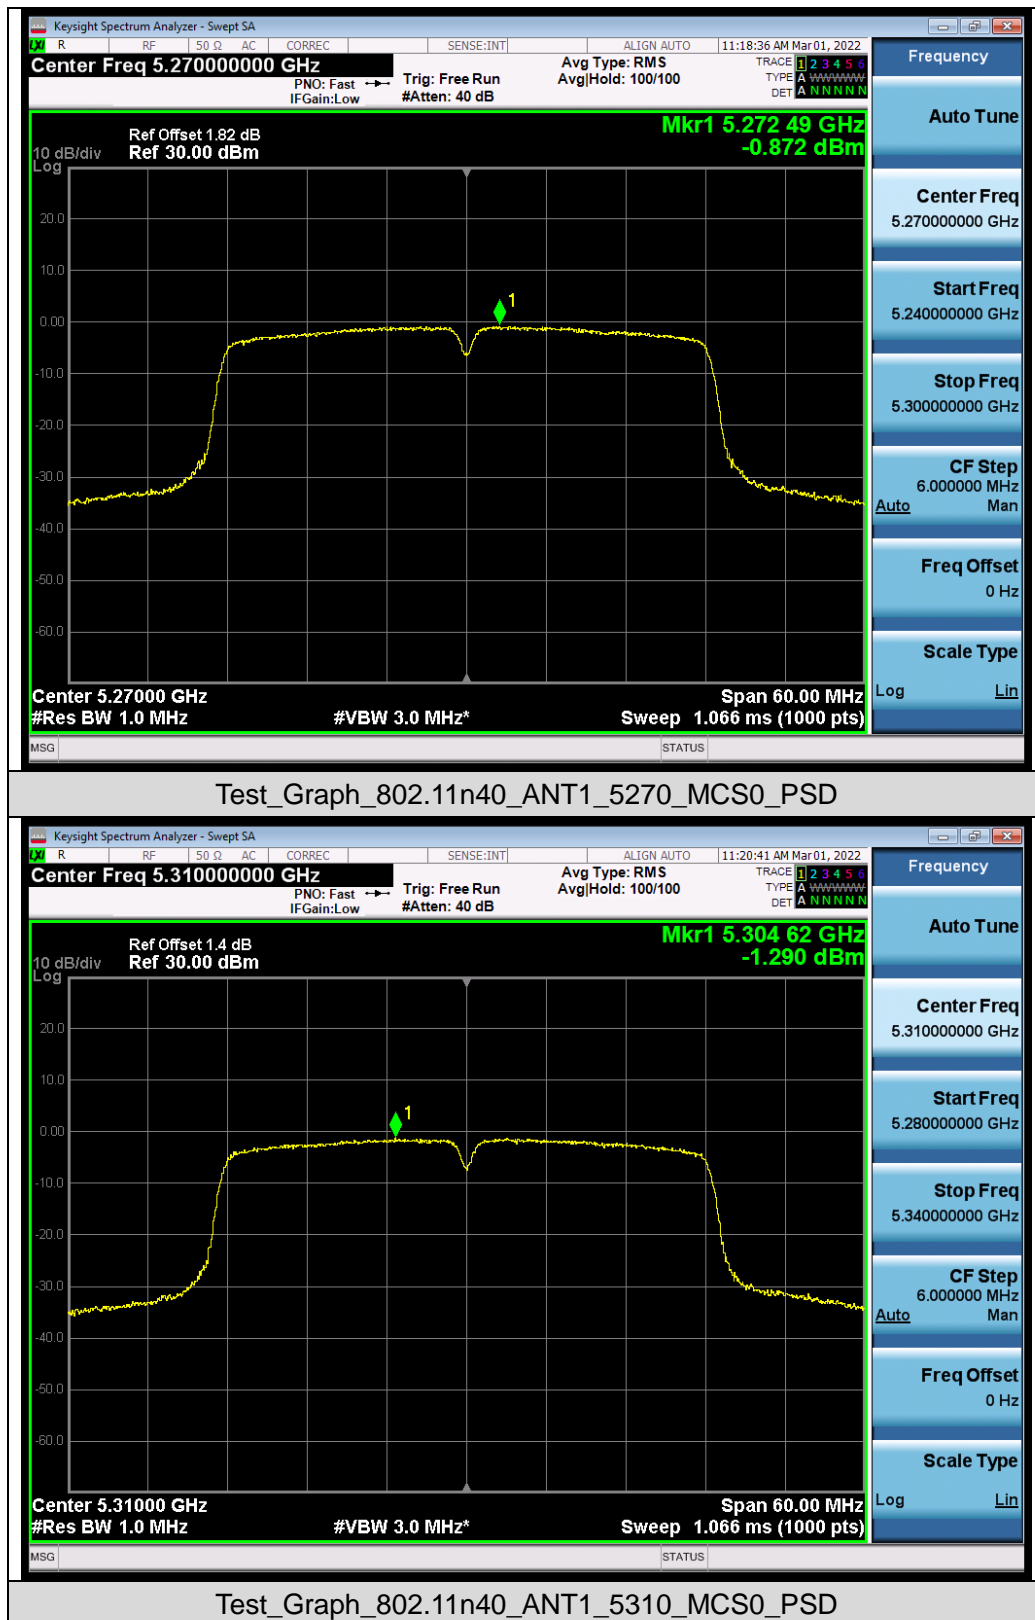 Keysight Spectrum Analyzer - Swept SA
LXI R RF 50 Ω AC CORREC SENSE:INT ALIGN AUTO 11:18:36 AM Mar 01, 2022
Center Freq 5.270000000 GHz
PNO: Fast
IFGain:Low
Trig: Free Run
#Atten: 40 dB
Avg Type: RMS
Avg|Hold: 100/100
TRACE 1 2 3 4 5 6
TYPE A WWWWW
DET A N N N N N
Mkr1 5.272 49 GHz
-0.872 dBm
Ref Offset 1.82 dB
10 dB/div Ref 30.00 dBm
Log
20.0
10.0
1
0.00
-10.0
-20.0
-30.0
-40.0
-50.0
-60.0
Center 5.27000 GHz Span 60.00 MHz
#Res BW 1.0 MHz #VBW 3.0 MHz* Sweep 1.066 ms (1000 pts)
MSG STATUS
Frequency
Auto Tune
Center Freq
5.270000000 GHz
Start Freq
5.240000000 GHz
Stop Freq
5.300000000 GHz
CF Step
6.000000 MHz
Auto Man
Freq Offset
0 Hz
Scale Type
Log Lin
Test_Graph_802.11n40_ANT1_5270_MCS0_PSD
Keysight Spectrum Analyzer - Swept SA
LXI R RF 50 Ω AC CORREC SENSE:INT ALIGN AUTO 11:20:41 AM Mar 01, 2022
Center Freq 5.310000000 GHz
PNO: Fast
IFGain:Low
Trig: Free Run
#Atten: 40 dB
Avg Type: RMS
Avg|Hold: 100/100
TRACE 1 2 3 4 5 6
TYPE A WWWWW
DET A N N N N N
Mkr1 5.304 62 GHz
-1.290 dBm
Ref Offset 1.4 dB
10 dB/div Ref 30.00 dBm
Log
20.0
10.0
1
0.00
-10.0
-20.0
-30.0
-40.0
-50.0
-60.0
Center 5.31000 GHz Span 60.00 MHz
#Res BW 1.0 MHz #VBW 3.0 MHz* Sweep 1.066 ms (1000 pts)
MSG STATUS
Frequency
Auto Tune
Center Freq
5.310000000 GHz
Start Freq
5.280000000 GHz
Stop Freq
5.340000000 GHz
CF Step
6.000000 MHz
Auto Man
Freq Offset
0 Hz
Scale Type
Log Lin
Test_Graph_802.11n40_ANT1_5310_MCS0_PSD